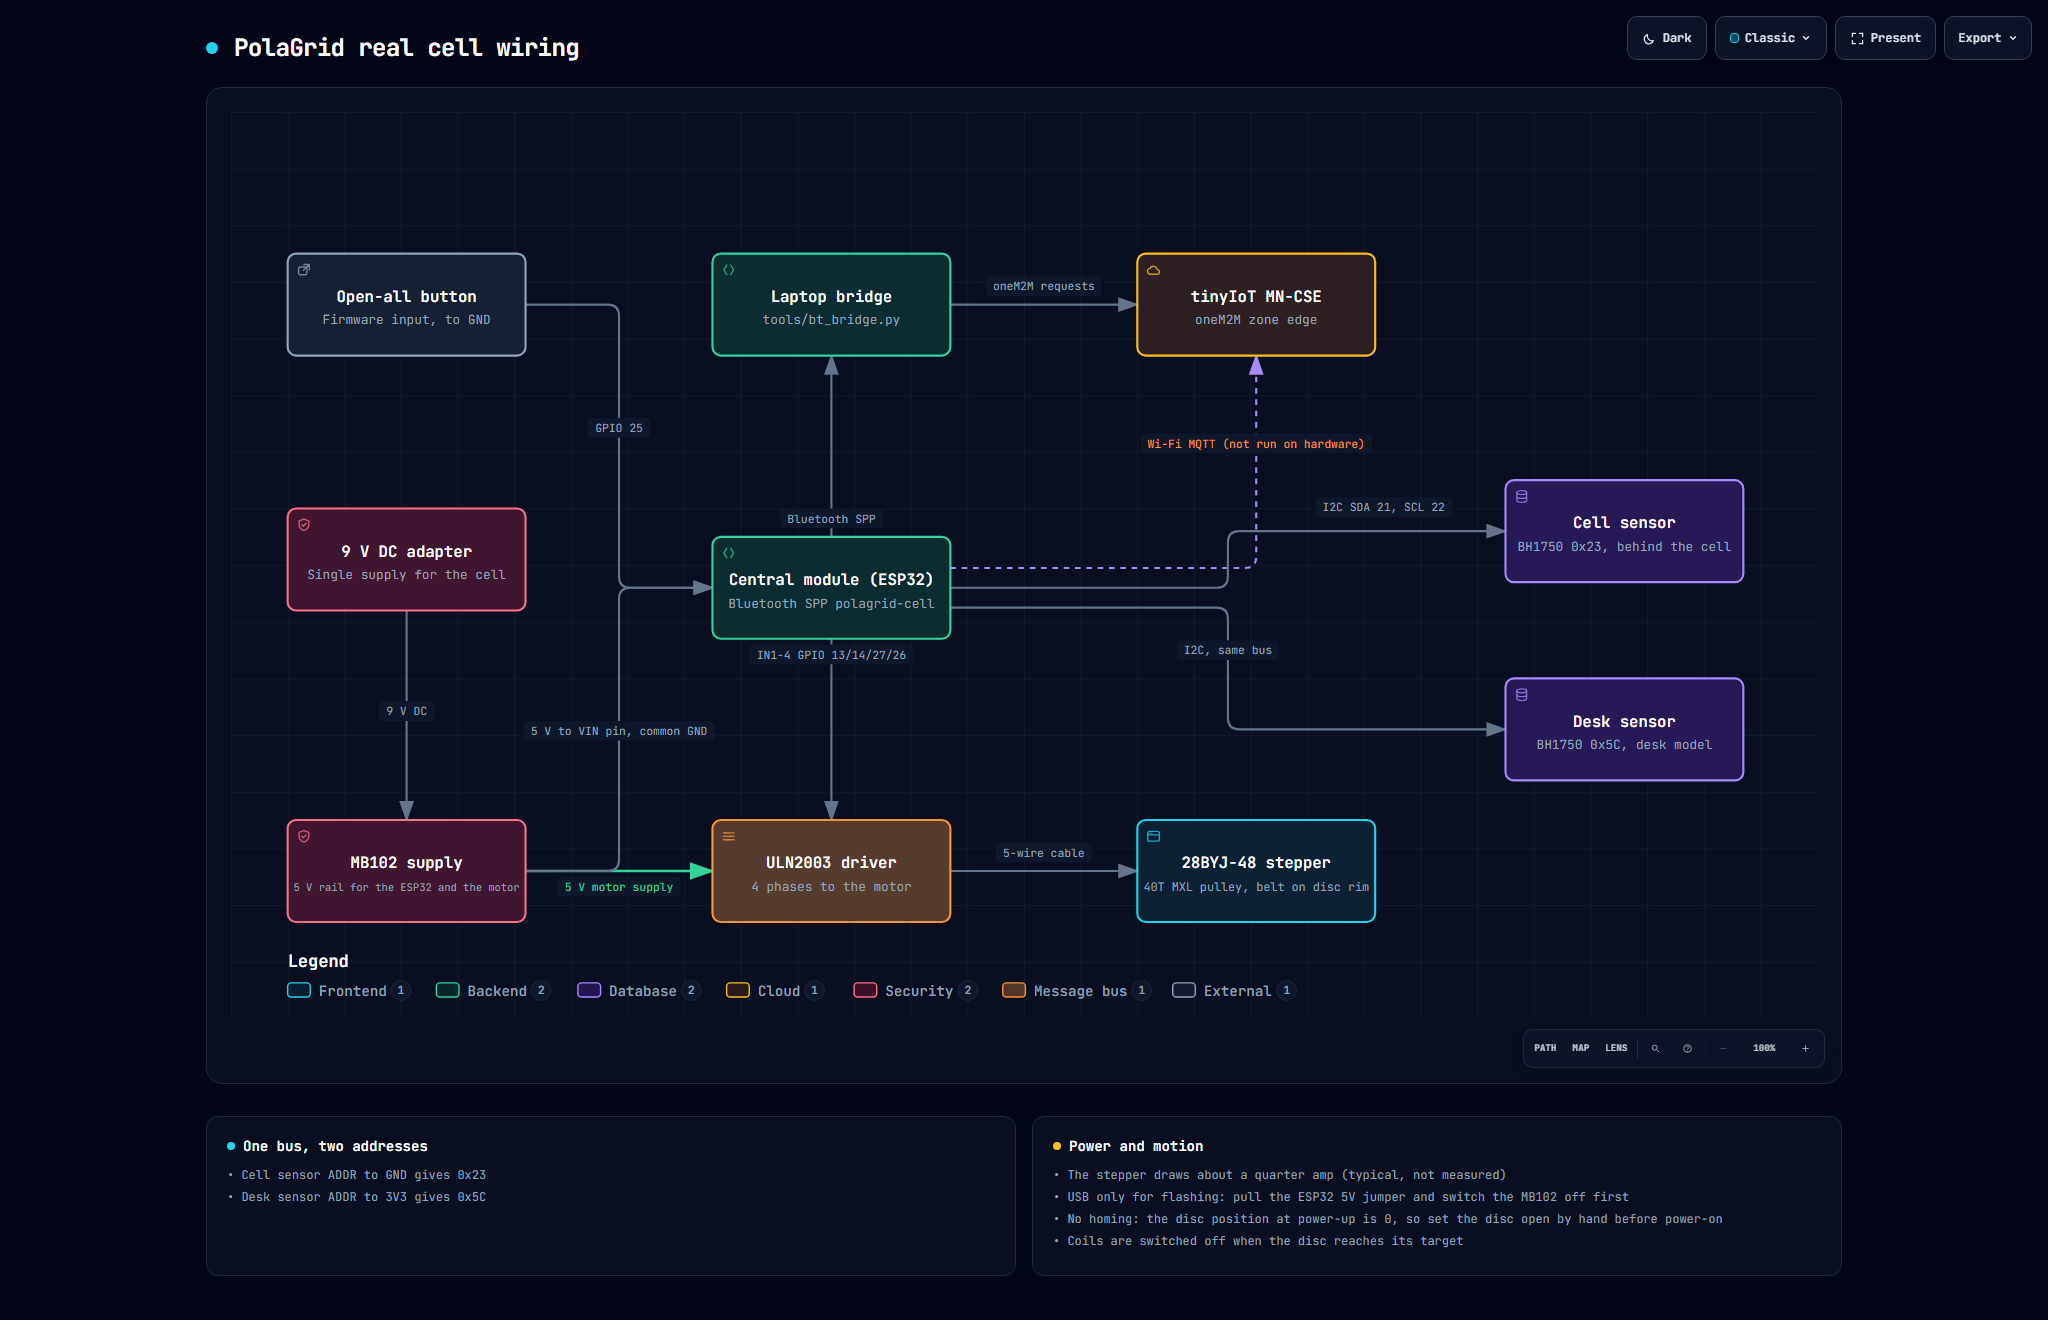 PolaGrid real cell wiring
Dark
Classic
Present
Export
Open-all button
Firmware input, to GND
Laptop bridge
tools/bt_bridge.py
oneM2M requests
tinyIoT MN-CSE
oneM2M zone edge
GPIO 25
Wi-Fi MQTT (not run on hardware)
9 V DC adapter
Single supply for the cell
Bluetooth SPP
Central module (ESP32)
Bluetooth SPP polagrid-cell
I2C SDA 21, SCL 22
Cell sensor
BH1750 0x23, behind the cell
IN1-4 GPIO 13/14/27/26
I2C, same bus
9 V DC
5 V to VIN pin, common GND
Desk sensor
BH1750 0x5C, desk model
MB102 supply
5 V rail for the ESP32 and the motor
5 V motor supply
ULN2003 driver
4 phases to the motor
5-wire cable
28BYJ-48 stepper
40T MXL pulley, belt on disc rim
Legend
Frontend 1
Backend 2
Database 2
Cloud 1
Security 2
Message bus 1
External 1
PATH
MAP
LENS
100%
One bus, two addresses
• Cell sensor ADDR to GND gives 0x23
• Desk sensor ADDR to 3V3 gives 0x5C
Power and motion
• The stepper draws about a quarter amp (typical, not measured)
• USB only for flashing: pull the ESP32 5V jumper and switch the MB102 off first
• No homing: the disc position at power-up is 0, so set the disc open by hand before power-on
• Coils are switched off when the disc reaches its target